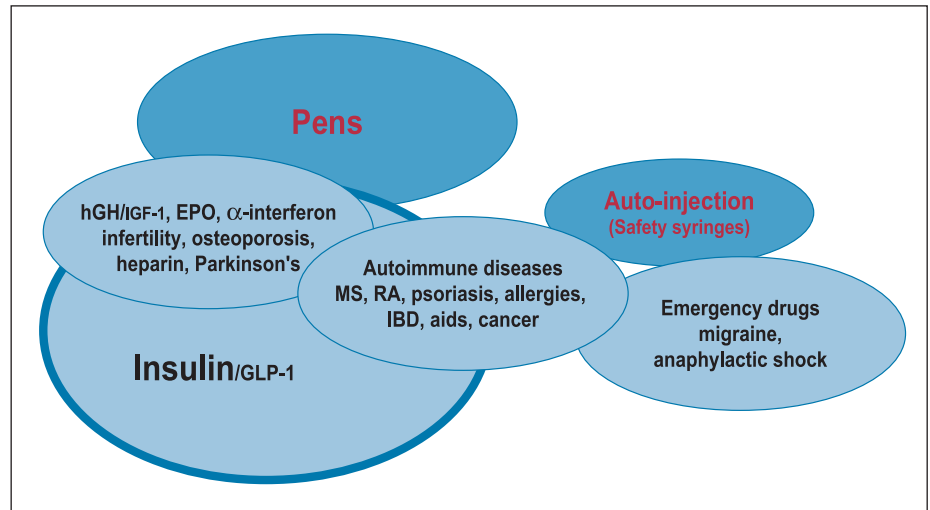 Pens
hGH/IGF-1, EPO, α-interferon
infertility, osteoporosis,
heparin, Parkinson's
Auto-injection
(Safety syringes)
Autoimmune diseases
MS, RA, psoriasis, allergies,
IBD, aids, cancer
Emergency drugs
migraine,
anaphylactic shock
Insulin/GLP-1